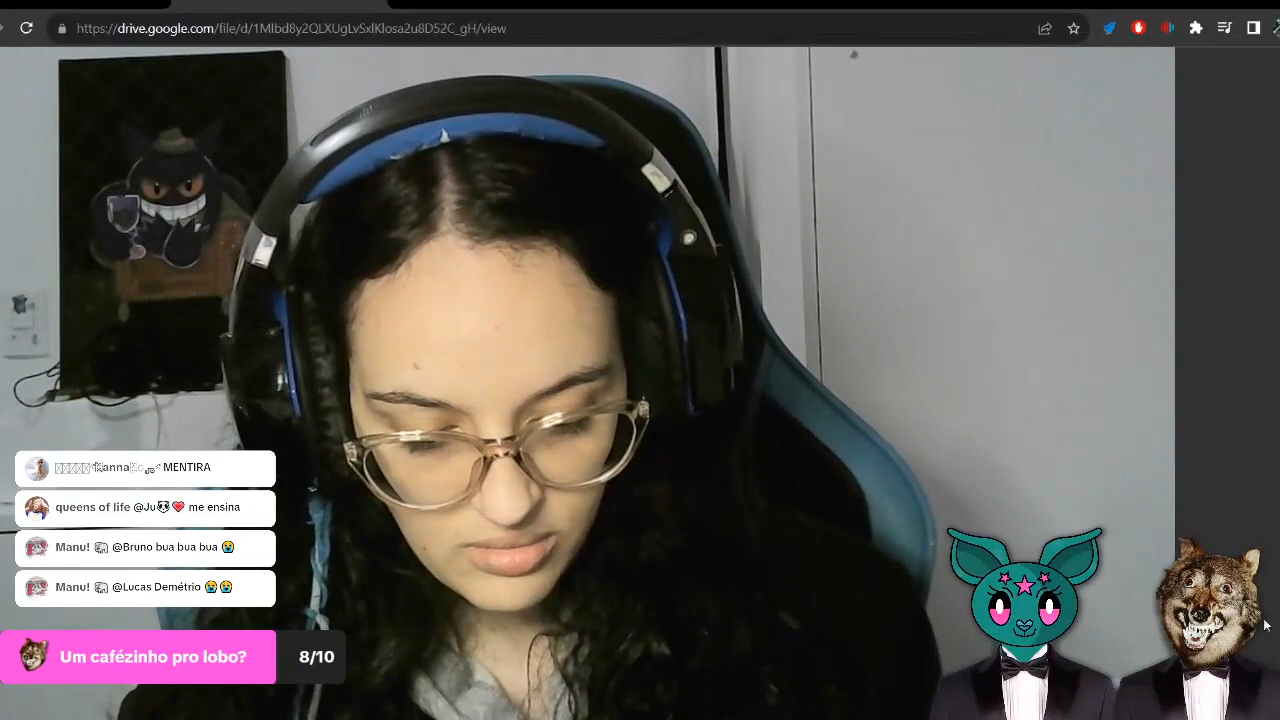 https://drive.google.com/file/d/1MIbd8y2QLXUgLvSxlKlosa2u8D52C_gH/view
MENTIRA
queens of life @Ju🐼❤️ me ensina
Manu! 🐘 @Bruno bua bua bua 😭
Manu! 🐘 @Lucas Demétrio 😭😭
Um cafézinho pro lobo?
8/10